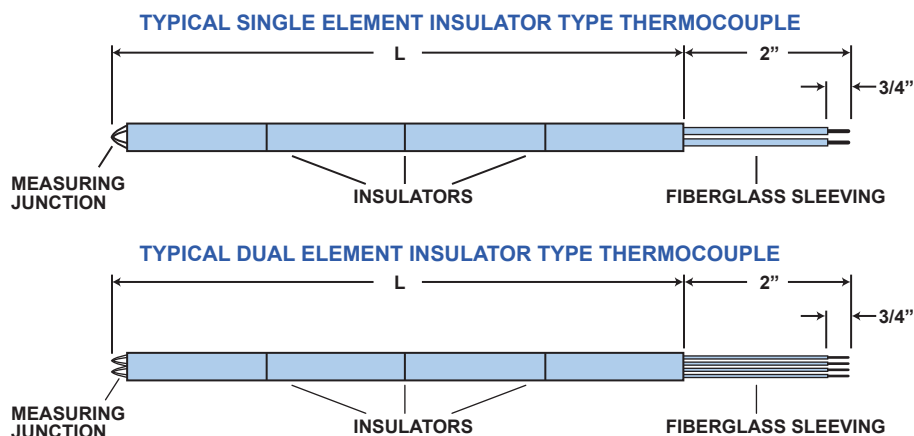 TYPICAL SINGLE ELEMENT INSULATOR TYPE THERMOCOUPLE
L
2”
3/4”
MEASURING
JUNCTION
INSULATORS
FIBERGLASS SLEEVING
TYPICAL DUAL ELEMENT INSULATOR TYPE THERMOCOUPLE
L
2”
3/4”
MEASURING
JUNCTION
INSULATORS
FIBERGLASS SLEEVING